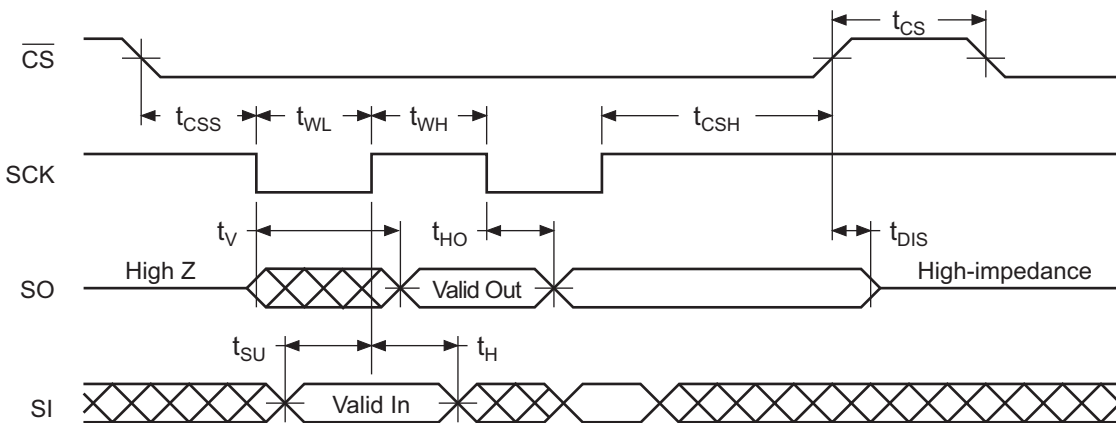 t_CS
CS
t_CSS t_WL t_WH t_CSH
SCK
t_V t_HO t_DIS
High Z Valid Out High-impedance
SO
t_SU t_H
SI Valid In